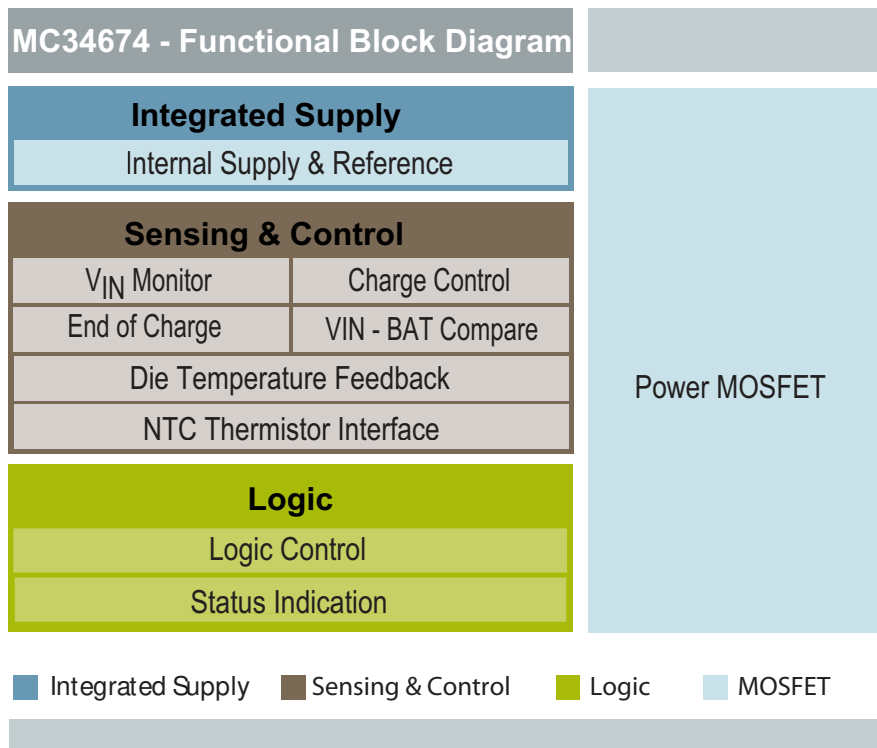 MC34674 - Functional Block Diagram
Integrated Supply
Internal Supply & Reference
Sensing & Control
VIN Monitor
Charge Control
End of Charge
VIN - BAT Compare
Die Temperature Feedback
NTC Thermistor Interface
Power MOSFET
Logic
Logic Control
Status Indication
Integrated Supply
Sensing & Control
Logic
MOSFET